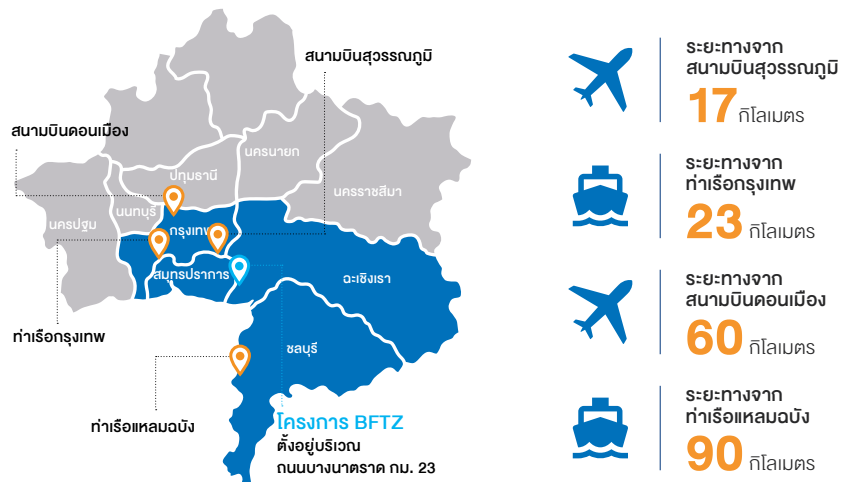 สนามบินสุวรรณภูมิ
สนามบินดอนเมือง
นครนายก
ปทุมธานี
นครราชสีมา
นนทบุรี
นครปฐม
กรุงเทพ
สมุทรปราการ
ฉะเชิงเรา
ท่าเรือกรุงเทพ
ชลบุรี
ท่าเรือแหลมฉบัง
โครงการ BFTZ
ตั้งอยู่บริเวณ
ถนนบางนาตราด กม. 23
ระยะทางจาก
สนามบินสุวรรณภูมิ
17 กิโลเมตร
ระยะทางจาก
ท่าเรือกรุงเทพ
23 กิโลเมตร
ระยะทางจาก
สนามบินดอนเมือง
60 กิโลเมตร
ระยะทางจาก
ท่าเรือแหลมฉบัง
90 กิโลเมตร